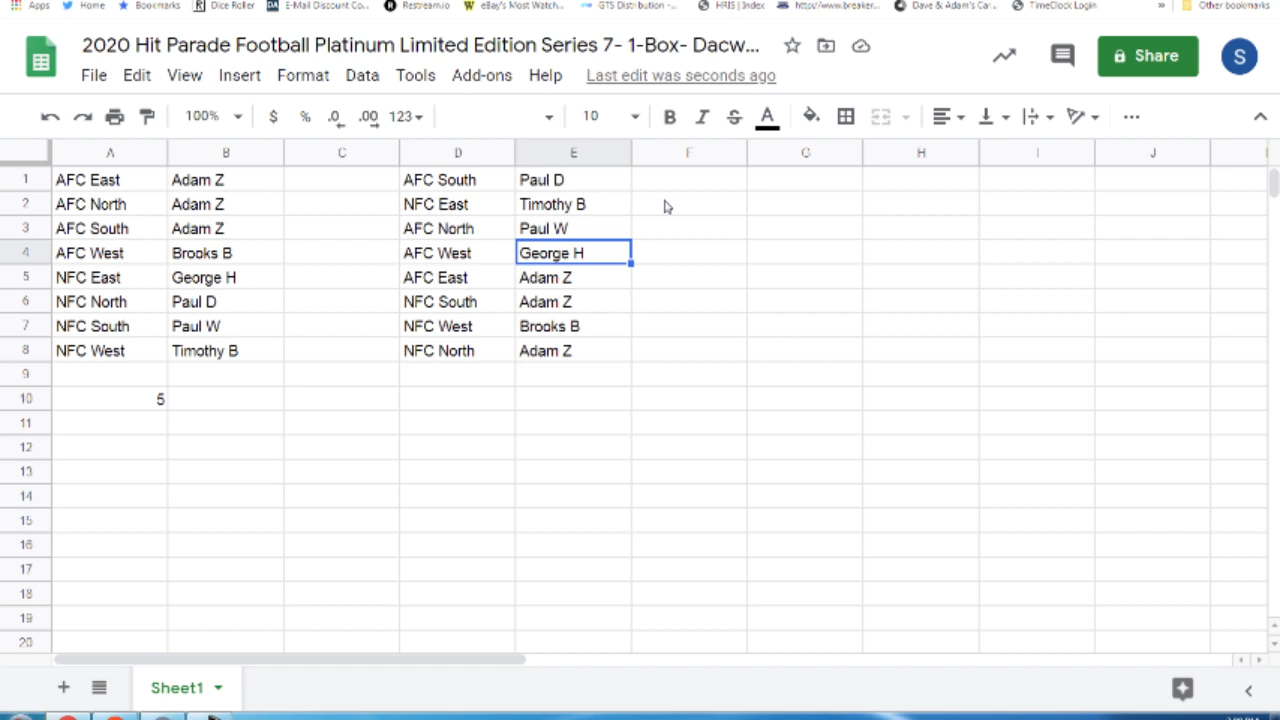 Apps Home Bookmarks Dice Roller E-Mail Discount Co... Restream.io eBay's Most Watch... GTS Distribution -... HRIS | Index http://www.breaker... Dave & Adam's Car... TimeClock Login » Other bookmarks
2020 Hit Parade Football Platinum Limited Edition Series 7- 1-Box- Dacw...
Share
S
File Edit View Insert Format Data Tools Add-ons Help Last edit was seconds ago
100% $ % .0 .00 123 10 B I S A
A B C D E F G H I J
1 AFC East Adam Z AFC South Paul D
2 AFC North Adam Z NFC East Timothy B
3 AFC South Adam Z AFC North Paul W
4 AFC West Brooks B AFC West George H
5 NFC East George H AFC East Adam Z
6 NFC North Paul D NFC South Adam Z
7 NFC South Paul W NFC West Brooks B
8 NFC West Timothy B NFC North Adam Z
9
10 5
11
12
13
14
15
16
17
18
19
20
Sheet1